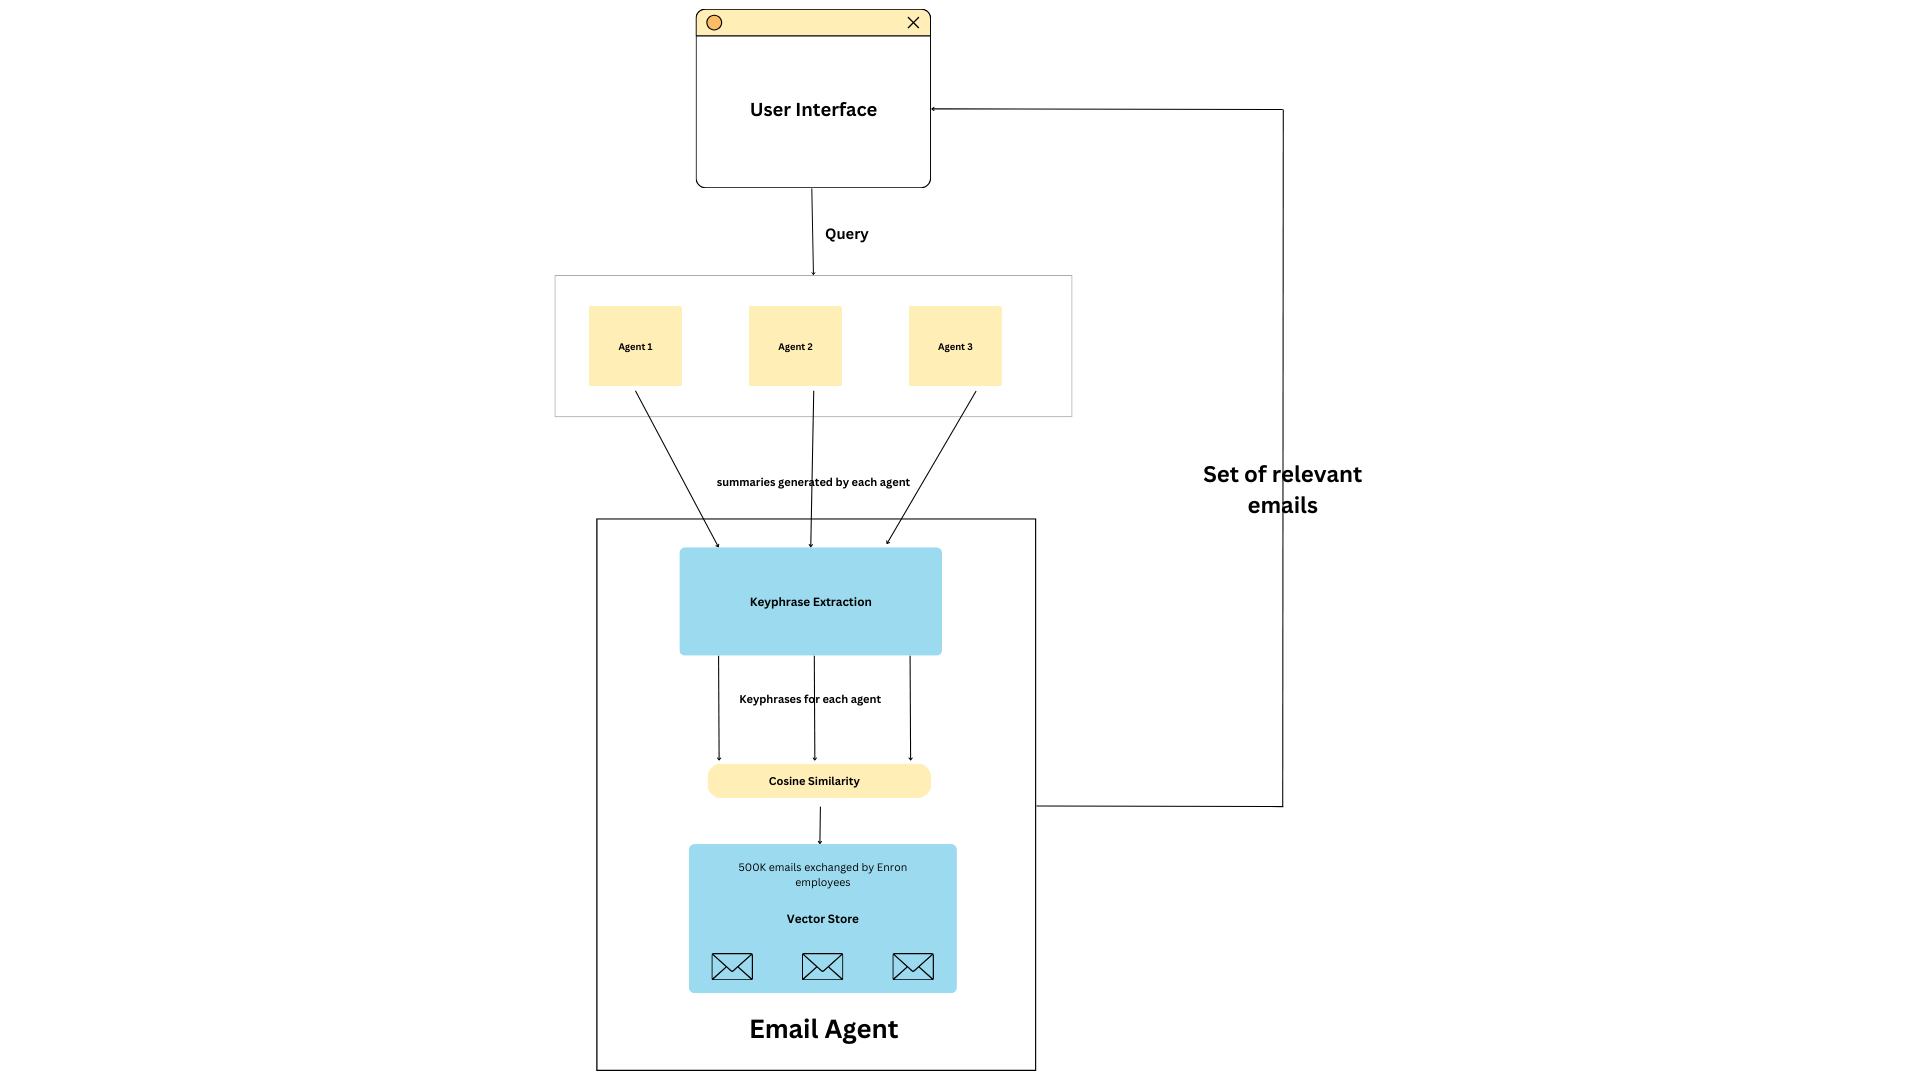 User Interface
Query
Agent 1
Agent 2
Agent 3
summaries generated by each agent
Set of relevant
emails
Keyphrase Extraction
Keyphrases for each agent
Cosine Similarity
500K emails exchanged by Enron
employees
Vector Store
Email Agent